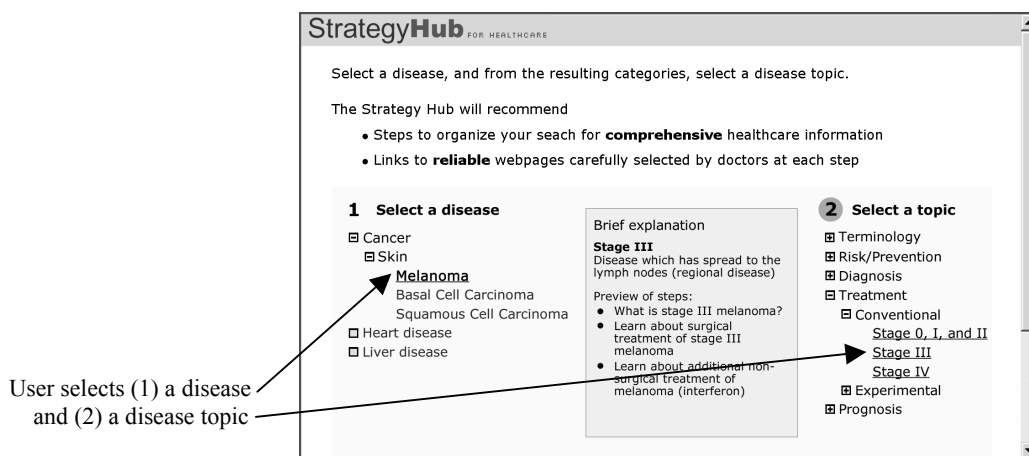 StrategyHub FOR HEALTHCARE
Select a disease, and from the resulting categories, select a disease topic.
The Strategy Hub will recommend
• Steps to organize your seach for comprehensive healthcare information
• Links to reliable webpages carefully selected by doctors at each step
1 Select a disease
Cancer
Skin
Melanoma
Basal Cell Carcinoma
Squamous Cell Carcinoma
Heart disease
Liver disease
Brief explanation
Stage III
Disease which has spread to the
lymph nodes (regional disease)
Preview of steps:
• What is stage III melanoma?
• Learn about surgical
treatment of stage III
melanoma
• Learn about additional non-
surgical treatment of
melanoma (interferon)
2 Select a topic
Terminology
Risk/Prevention
Diagnosis
Treatment
Conventional
Stage 0, I, and II
Stage III
Stage IV
Experimental
Prognosis
User selects (1) a disease
and (2) a disease topic